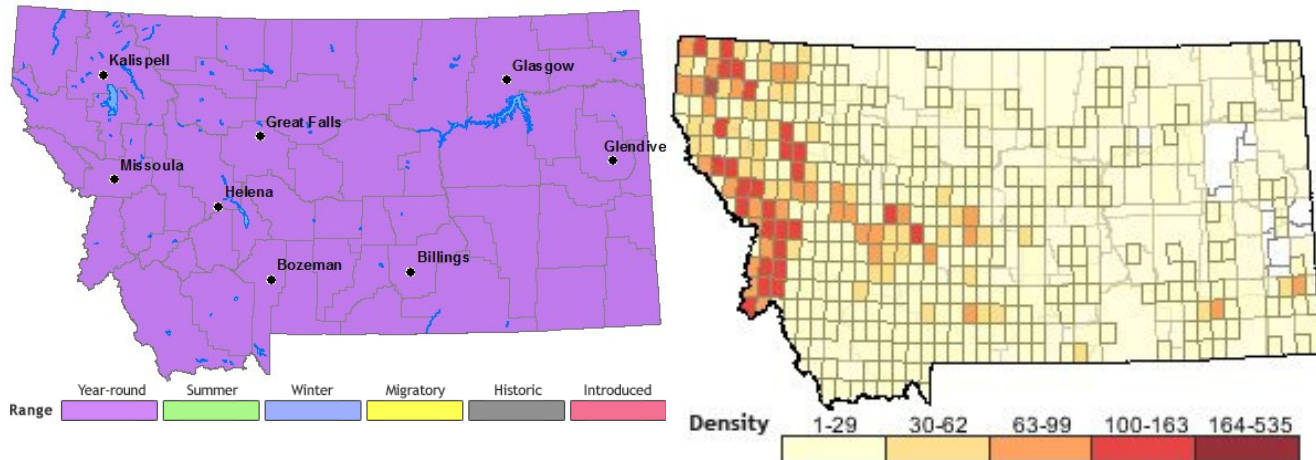 Kalispell
Glasgow
Great Falls
Glendive
Missoula
Helena
Bozeman
Billings
Year-round Summer Winter Migratory Historic Introduced
Range
Density 1-29 30-62 63-99 100-163 164-535